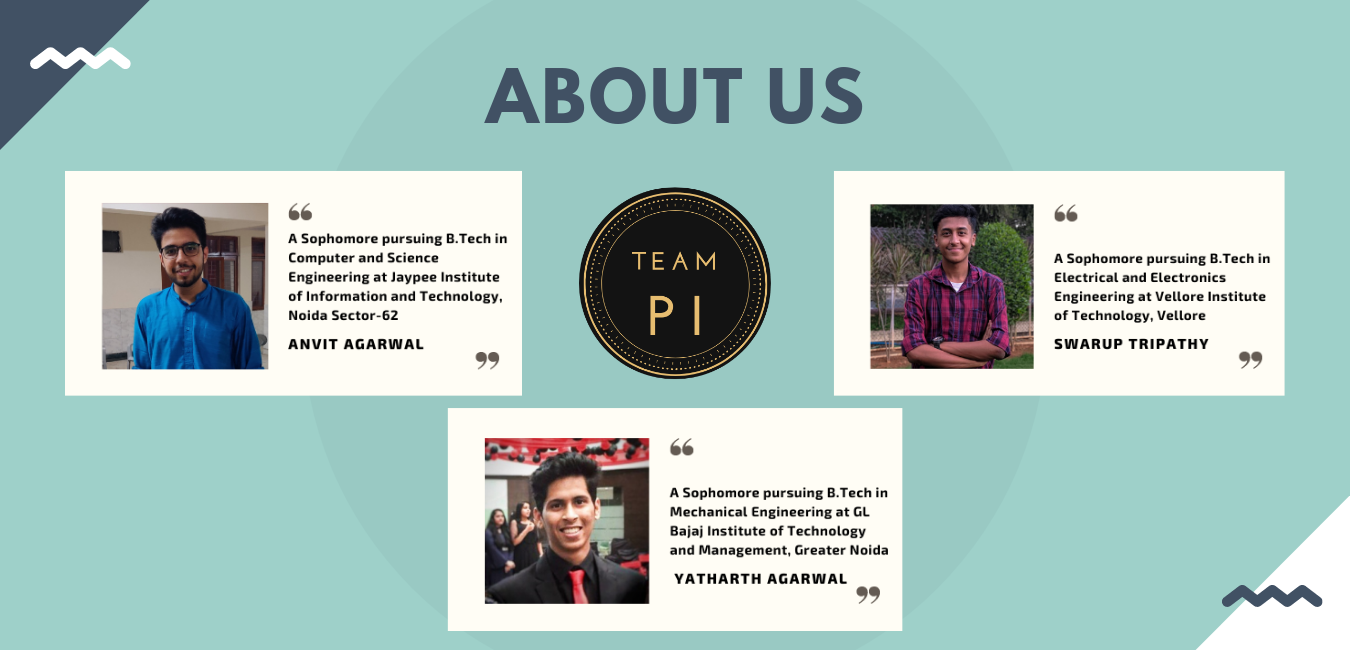 ABOUT US
“
A Sophomore pursuing B.Tech in
Computer and Science
Engineering at Jaypee Institute
of Information and Technology,
Noida Sector-62
ANVIT AGARWAL
”
TEAM
PI
“
A Sophomore pursuing B.Tech in
Electrical and Electronics
Engineering at Vellore Institute
of Technology, Vellore
SWARUP TRIPATHY
”
“
A Sophomore pursuing B.Tech in
Mechanical Engineering at GL
Bajaj Institute of Technology
and Management, Greater Noida
YATHARTH AGARWAL
”